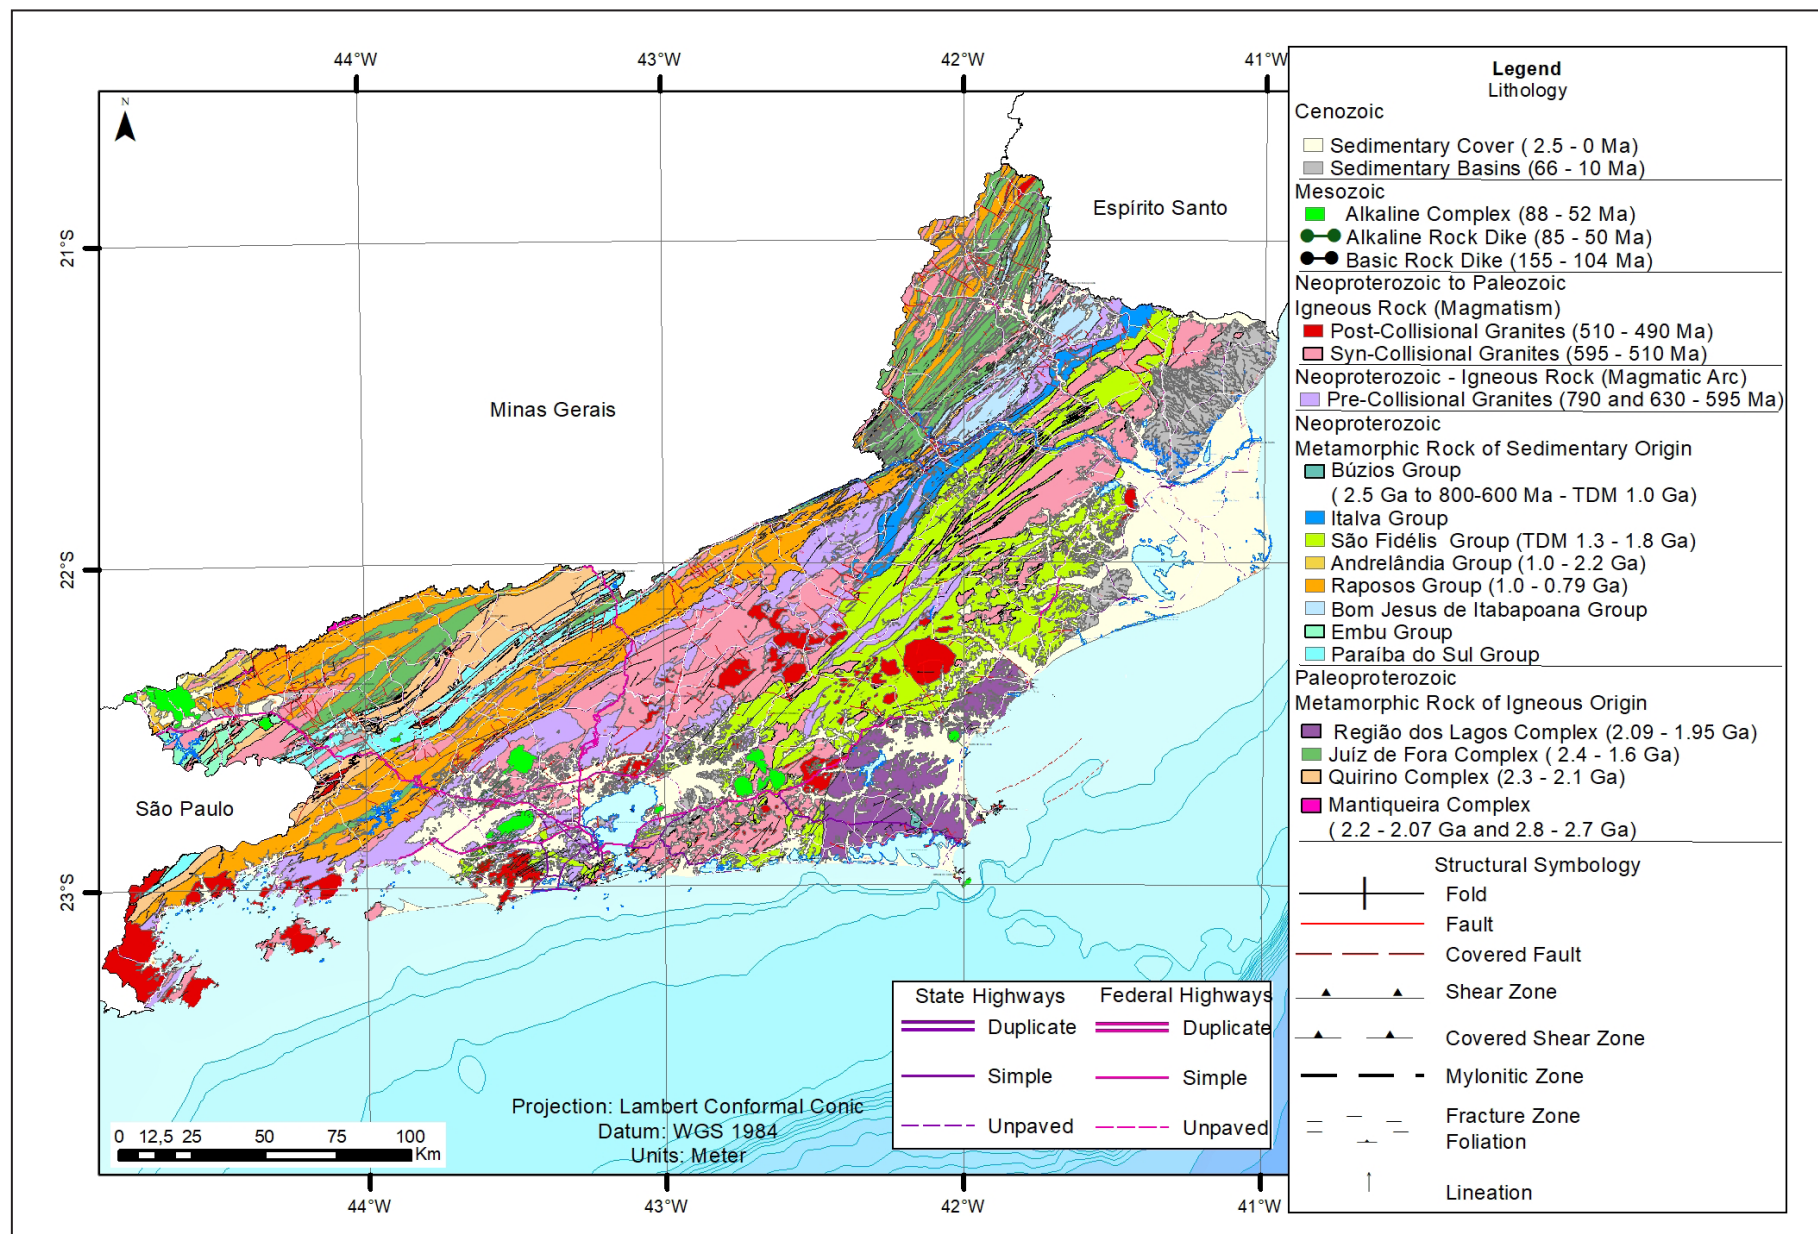 44°W 43°W 42°W 41°W
N
21°S
22°S
23°S
Espírito Santo
Minas Gerais
São Paulo
Legend
Lithology
Cenozoic
Sedimentary Cover ( 2.5 - 0 Ma)
Sedimentary Basins (66 - 10 Ma)
Mesozoic
Alkaline Complex (88 - 52 Ma)
Alkaline Rock Dike (85 - 50 Ma)
Basic Rock Dike (155 - 104 Ma)
Neoproterozoic to Paleozoic
Igneous Rock (Magmatism)
Post-Collisional Granites (510 - 490 Ma)
Syn-Collisional Granites (595 - 510 Ma)
Neoproterozoic - Igneous Rock (Magmatic Arc)
Pre-Collisional Granites (790 and 630 - 595 Ma)
Neoproterozoic
Metamorphic Rock of Sedimentary Origin
Búzios Group
( 2.5 Ga to 800-600 Ma - TDM 1.0 Ga)
Italva Group
São Fidélis Group (TDM 1.3 - 1.8 Ga)
Andrelândia Group (1.0 - 2.2 Ga)
Raposos Group (1.0 - 0.79 Ga)
Bom Jesus de Itabapoana Group
Embu Group
Paraíba do Sul Group
Paleoproterozoic
Metamorphic Rock of Igneous Origin
Região dos Lagos Complex (2.09 - 1.95 Ga)
Juíz de Fora Complex ( 2.4 - 1.6 Ga)
Quirino Complex (2.3 - 2.1 Ga)
Mantiqueira Complex
( 2.2 - 2.07 Ga and 2.8 - 2.7 Ga)
Structural Symbology
Fold
Fault
Covered Fault
Shear Zone
Covered Shear Zone
Mylonitic Zone
Fracture Zone
Foliation
Lineation
State Highways Federal Highways
Duplicate Duplicate
Simple Simple
Unpaved Unpaved
Projection: Lambert Conformal Conic
Datum: WGS 1984
Units: Meter
0 12,5 25 50 75 100
Km
44°W 43°W 42°W 41°W